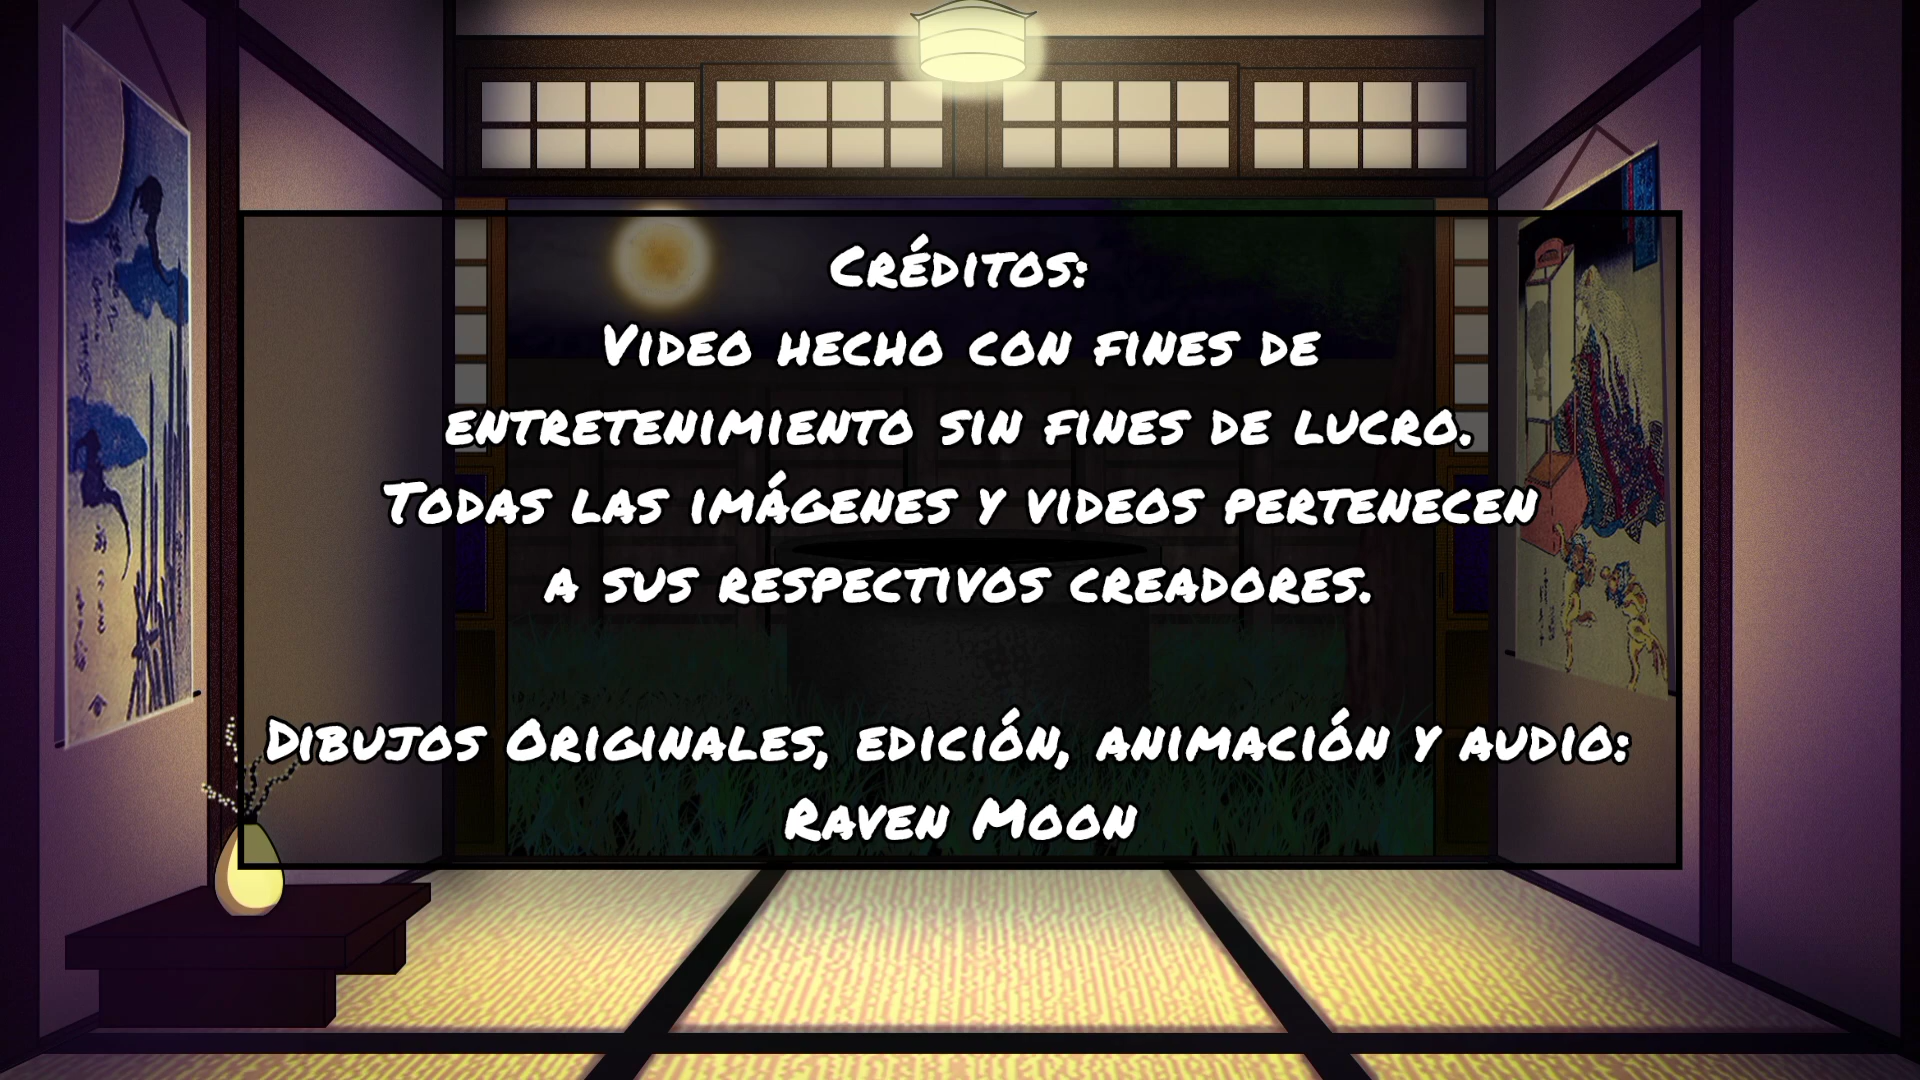 Créditos:
Video hecho con fines de
entretenimiento sin fines de lucro.
Todas las imágenes y videos pertenecen
a sus respectivos creadores.
Dibujos Originales, edición, animación y audio:
Raven Moon